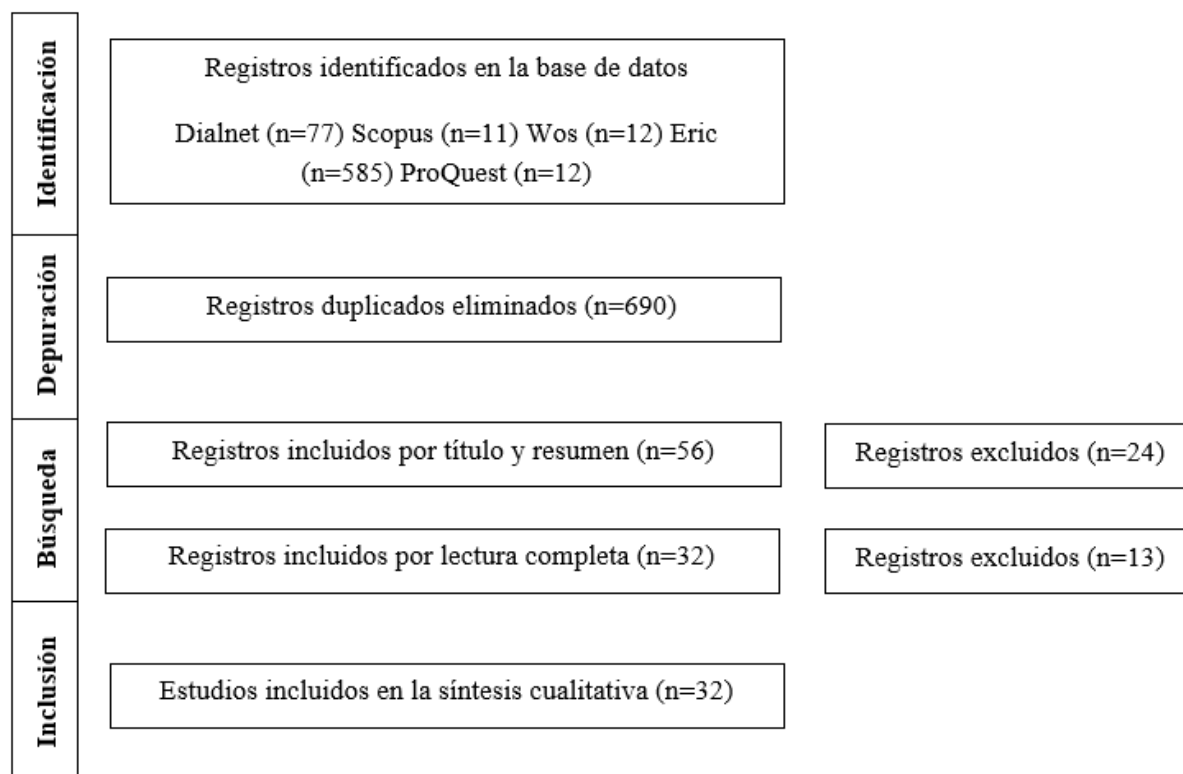 Identificación
Registros identificados en la base de datos
Dialnet (n=77) Scopus (n=11) Wos (n=12) Eric
(n=585) ProQuest (n=12)
Depuración
Registros duplicados eliminados (n=690)
Búsqueda
Registros incluidos por título y resumen (n=56)
Registros excluidos (n=24)
Registros incluidos por lectura completa (n=32)
Registros excluidos (n=13)
Inclusión
Estudios incluidos en la síntesis cualitativa (n=32)